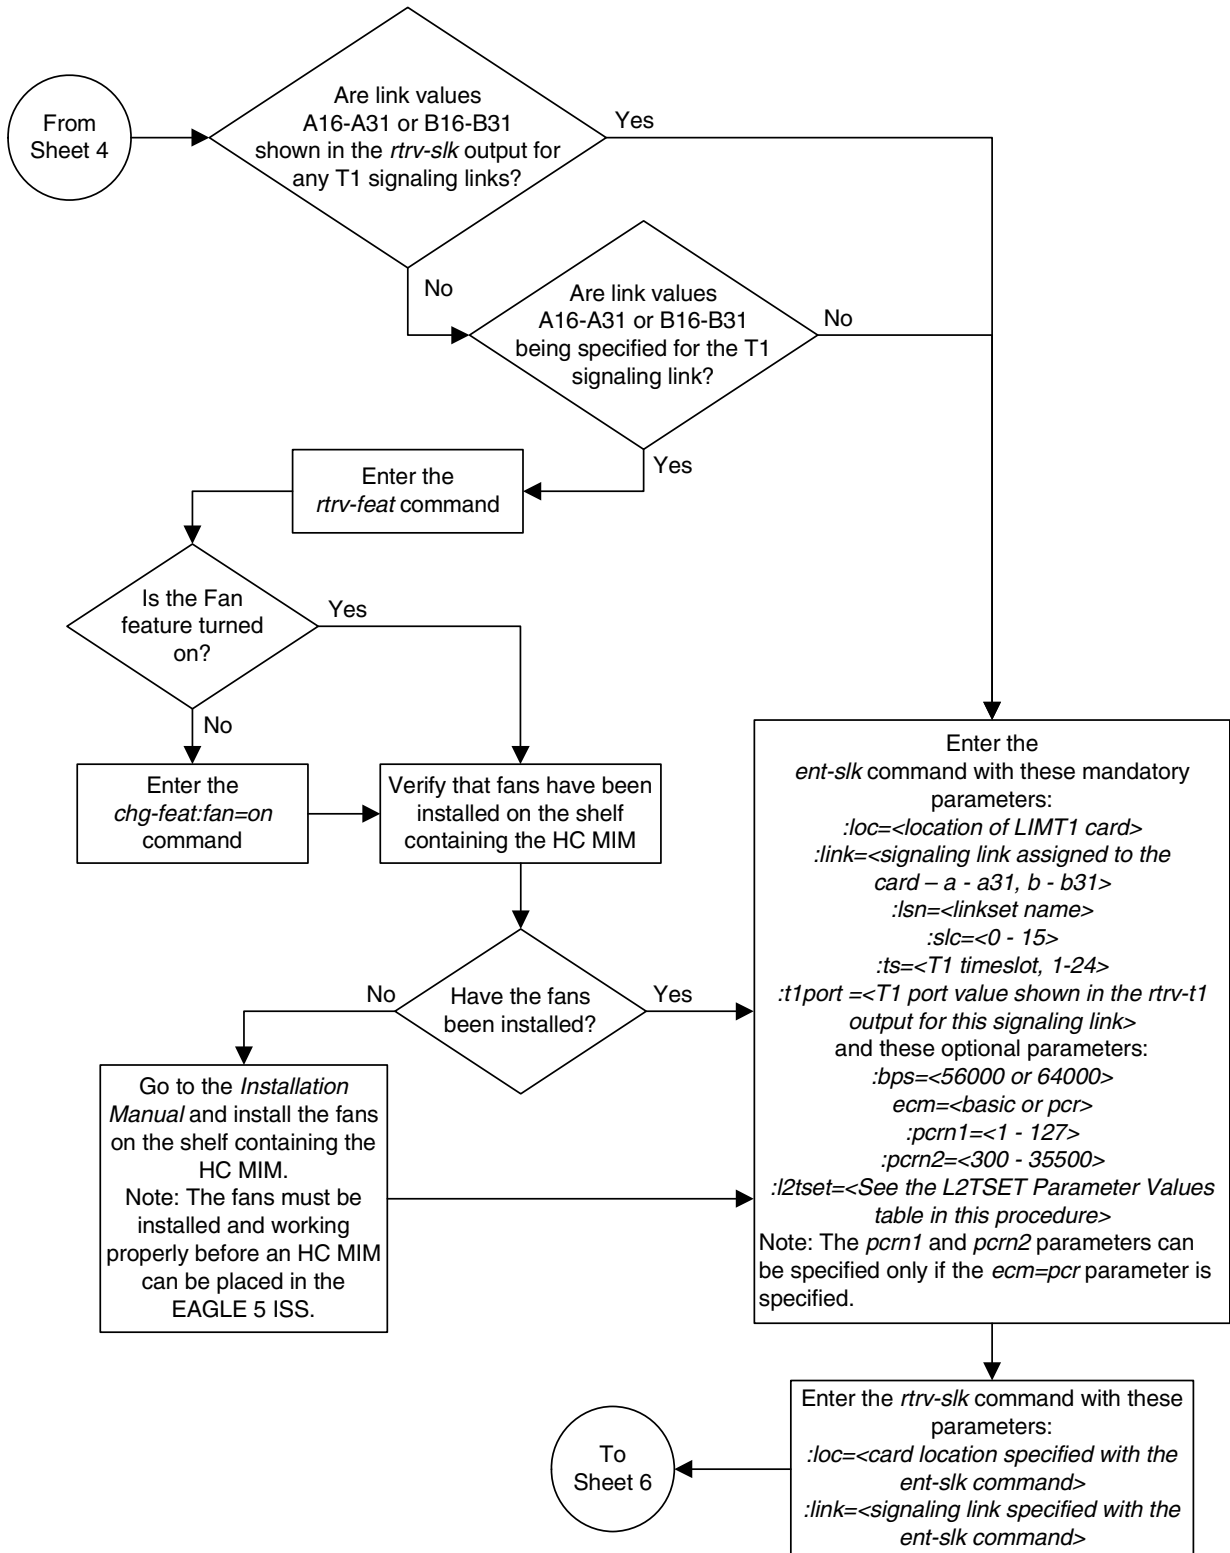 From
Sheet 4
Are link values
A16-A31 or B16-B31
shown in the rtrv-slk output for
any T1 signaling links?
Yes
No
Are link values
A16-A31 or B16-B31
being specified for the T1
signaling link?
No
Yes
Enter the
rtrv-feat command
Is the Fan
feature turned
on?
Yes
No
Enter the
chg-feat:fan=on
command
Verify that fans have been
installed on the shelf
containing the HC MIM
Have the fans
been installed?
No
Yes
Go to the Installation
Manual and install the fans
on the shelf containing the
HC MIM.
Note: The fans must be
installed and working
properly before an HC MIM
can be placed in the
EAGLE 5 ISS.
Enter the
ent-slk command with these mandatory
parameters:
:loc=<location of LIMT1 card>
:link=<signaling link assigned to the
card – a - a31, b - b31>
:lsn=<linkset name>
:slc=<0 - 15>
:ts=<T1 timeslot, 1-24>
:t1port =<T1 port value shown in the rtrv-t1
output for this signaling link>
and these optional parameters:
:bps=<56000 or 64000>
ecm=<basic or pcr>
:pcrn1=<1 - 127>
:pcrn2=<300 - 35500>
:l2tset=<See the L2TSET Parameter Values
table in this procedure>
Note: The pcrn1 and pcrn2 parameters can
be specified only if the ecm=pcr parameter is
specified.
Enter the rtrv-slk command with these
parameters:
:loc=<card location specified with the
ent-slk command>
:link=<signaling link specified with the
ent-slk command>
To
Sheet 6